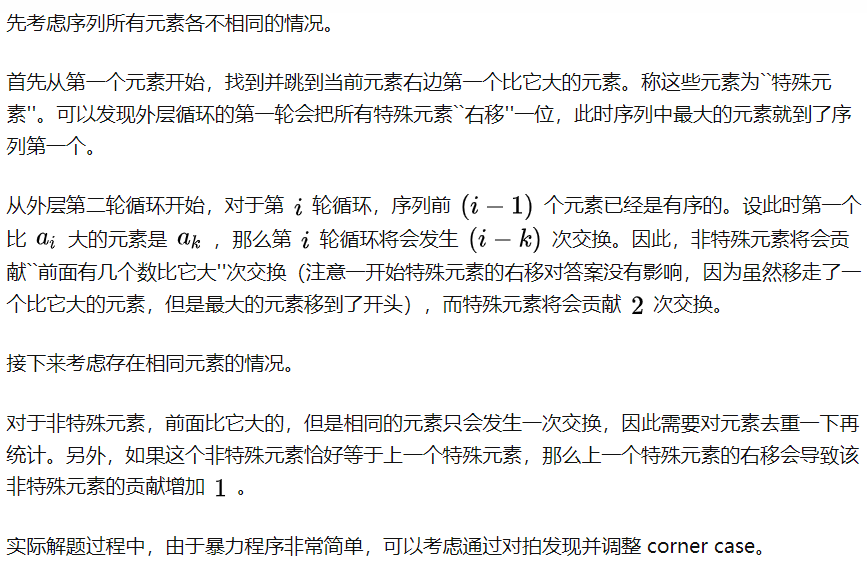 先考虑序列所有元素各不相同的情况。
首先从第一个元素开始，找到并跳到当前元素右边第一个比它大的元素。称这些元素为``特殊元
素''。可以发现外层循环的第一轮会把所有特殊元素``右移''一位，此时序列中最大的元素就到了序
列第一个。
从外层第二轮循环开始，对于第 i 轮循环，序列前 (i − 1) 个元素已经是有序的。设此时第一个
比 aᵢ 大的元素是 aₖ ，那么第 i 轮循环将会发生 (i − k) 次交换。因此，非特殊元素将会贡
献``前面有几个数比它大''次交换（注意一开始特殊元素的右移对答案没有影响，因为虽然移走了一
个比它大的元素，但是最大的元素移到了开头），而特殊元素将会贡献 2 次交换。
接下来考虑存在相同元素的情况。
对于非特殊元素，前面比它大的，但是相同的元素只会发生一次交换，因此需要对元素去重一下再
统计。另外，如果这个非特殊元素恰好等于上一个特殊元素，那么上一个特殊元素的右移会导致该
非特殊元素的贡献增加 1 。
实际解题过程中，由于暴力程序非常简单，可以考虑通过对拍发现并调整 corner case。